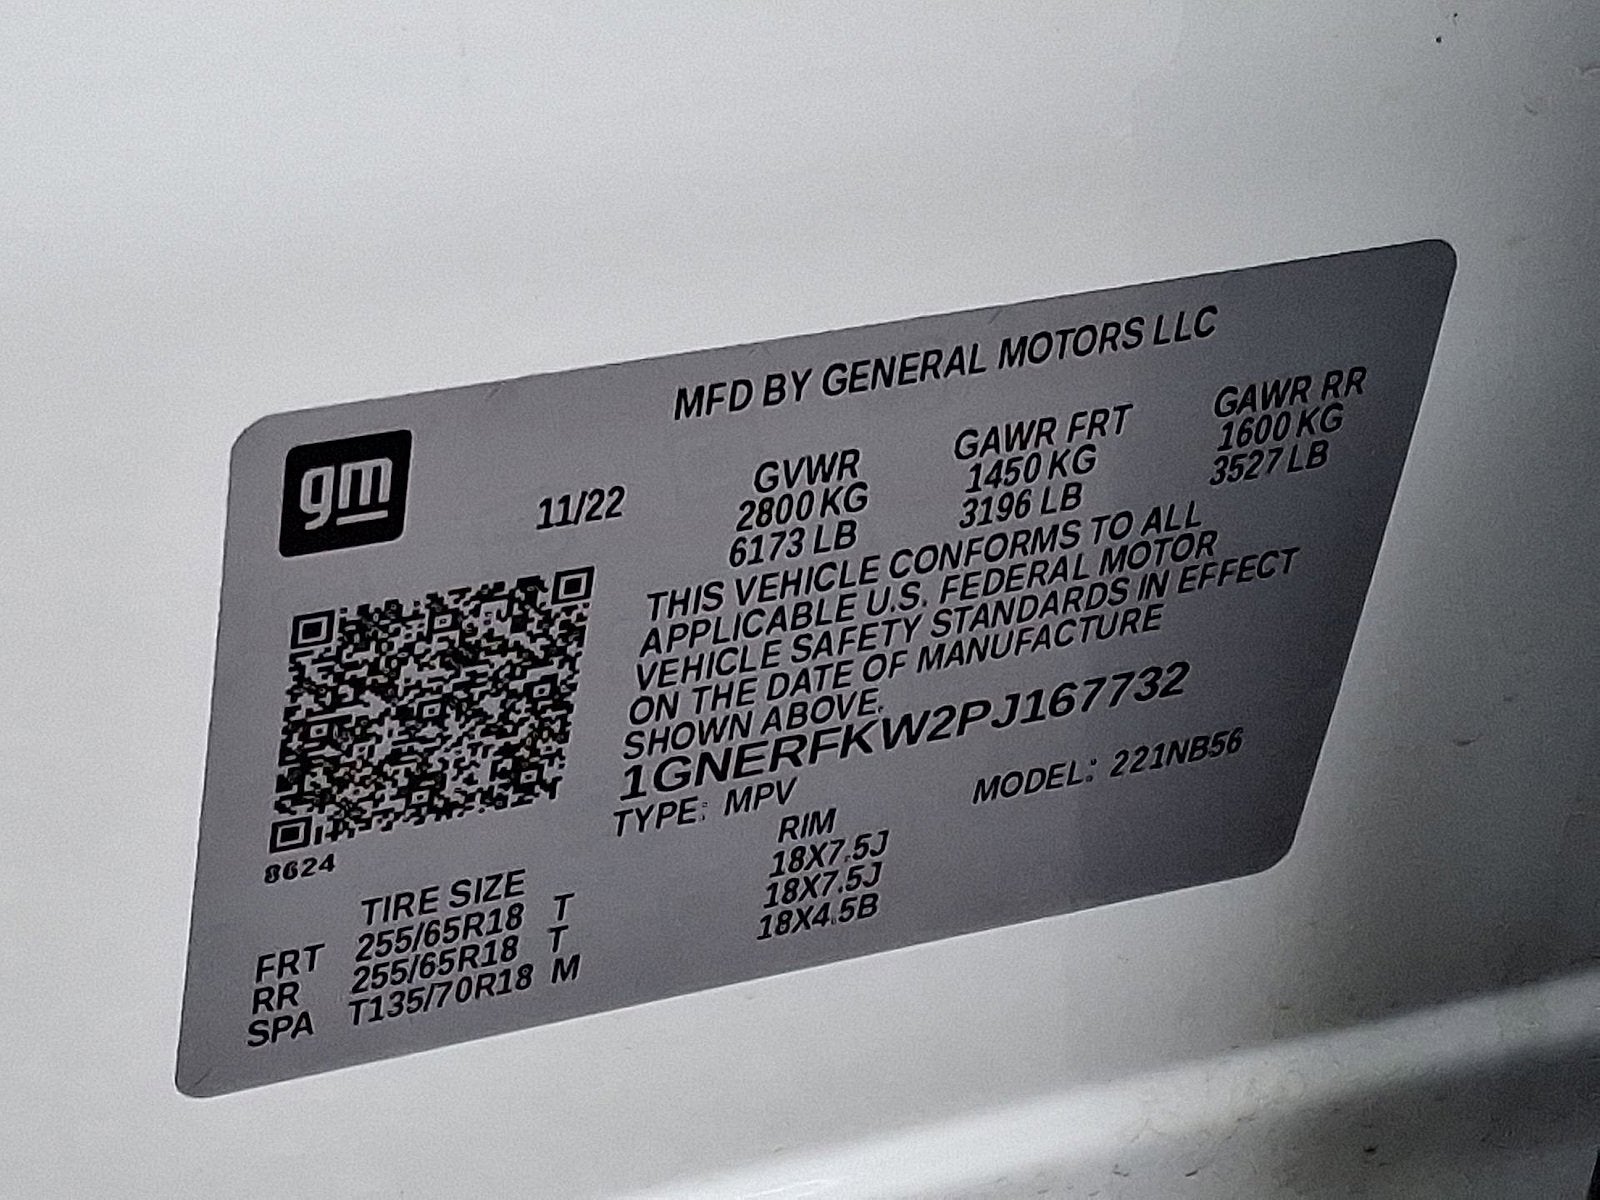 MFD BY GENERAL MOTORS LLC
gm
11/22
GVWR GAWR FRT GAWR RR
2800 KG 1450 KG 1600 KG
6173 LB 3196 LB 3527 LB
THIS VEHICLE CONFORMS TO ALL
APPLICABLE U.S. FEDERAL MOTOR
VEHICLE SAFETY STANDARDS IN EFFECT
ON THE DATE OF MANUFACTURE
SHOWN ABOVE.
1GNERFKW2PJ167732
TYPE: MPV MODEL: 221NB56
8624
TIRE SIZE RIM
FRT 255/65R18 T 18X7.5J
RR 255/65R18 T 18X7.5J
SPA T135/70R18 M 18X4.5B